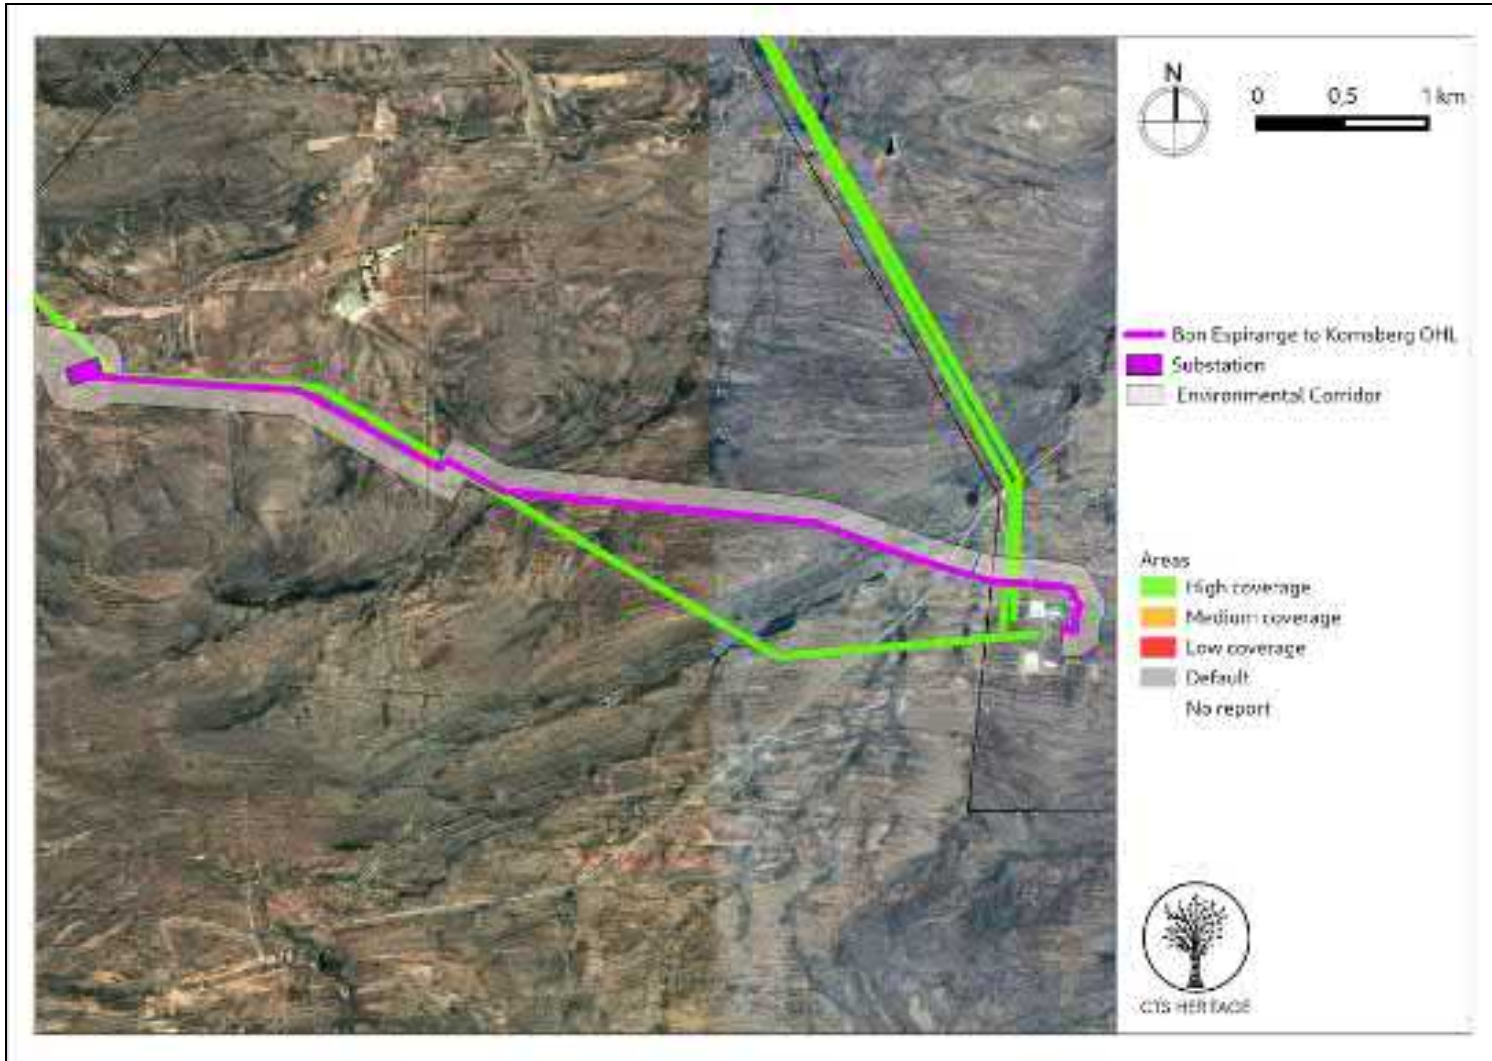 N
0 0,5 1 km
Bon Espirange to Komsberg OHL
Substation
Environmental Corridor
Areas
High coverage
Medium coverage
Low coverage
Default
No report
CTS HERITAGE